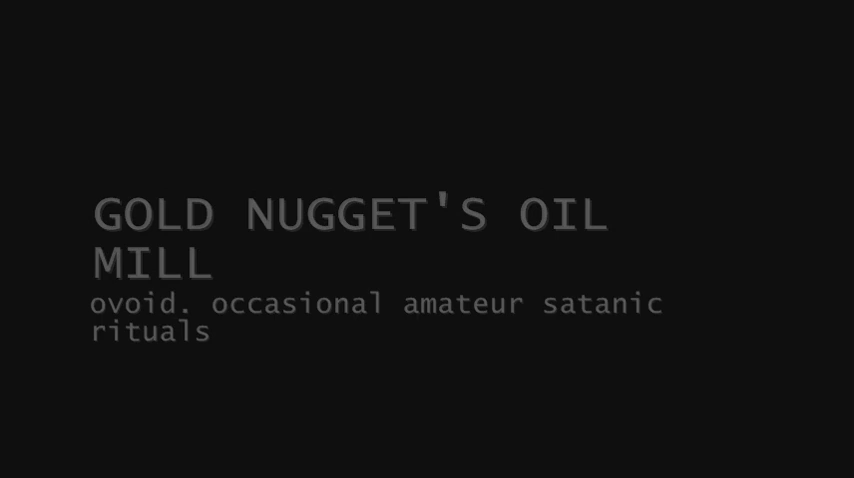 GOLD NUGGET'S OIL
MILL
ovoid. occasional amateur satanic
rituals